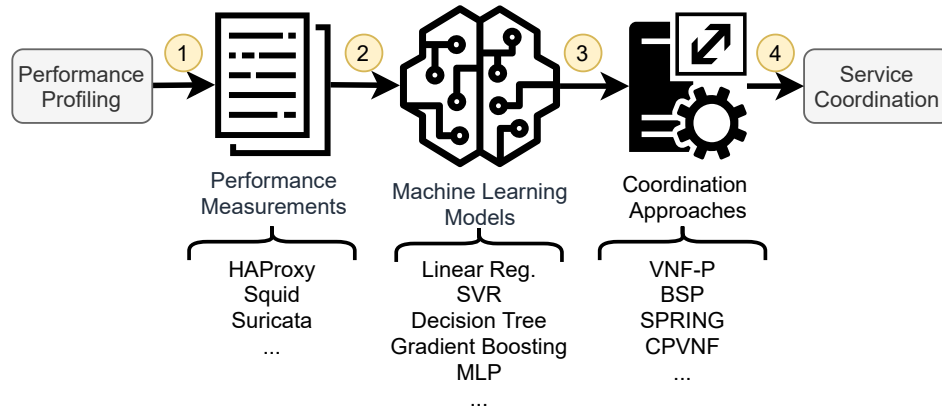 1
2
3
4
Performance
Profiling
Service
Coordination
Performance
Measurements
Machine Learning
Models
Coordination
Approaches
HAProxy
Squid
Suricata
...
Linear Reg.
SVR
Decision Tree
Gradient Boosting
MLP
...
VNF-P
BSP
SPRING
CPVNF
...